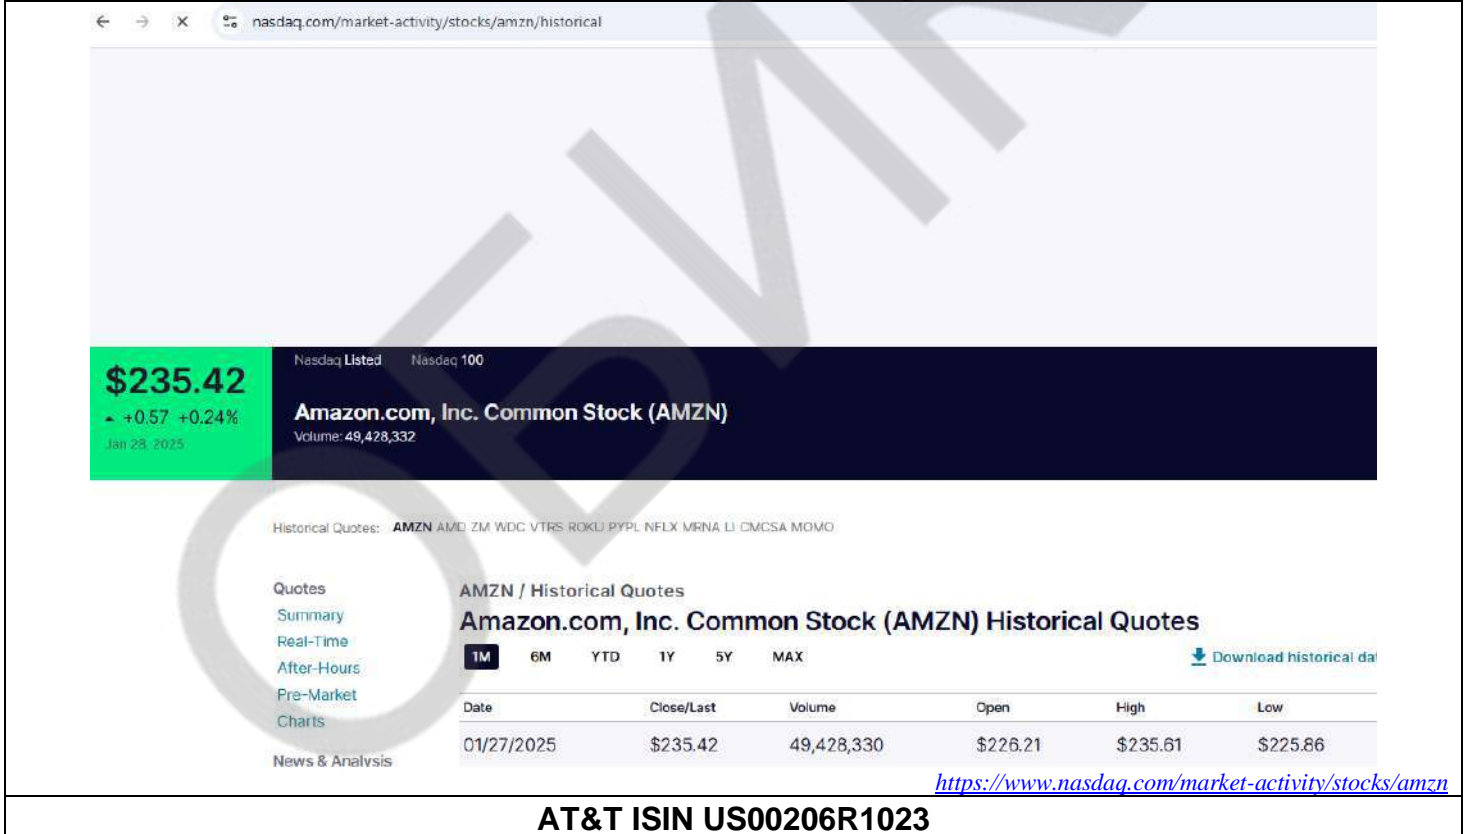 nasdaq.com/market-activity/stocks/amzn/historical
$235.42
+0.57 +0.24%
Jan 28, 2025
Nasdaq Listed Nasdaq 100
Amazon.com, Inc. Common Stock (AMZN)
Volume: 49,428,332
Historical Quotes: AMZN AMD ZM WDC VTRS ROKU PYPL NFLX MRNA LI CMCSA MOMO
Quotes
Summary
Real-Time
After-Hours
Pre-Market
Charts
News & Analysis
AMZN / Historical Quotes
Amazon.com, Inc. Common Stock (AMZN) Historical Quotes
1M 6M YTD 1Y 5Y MAX
Download historical dat
Date Close/Last Volume Open High Low
01/27/2025 $235.42 49,428,330 $226.21 $235.61 $225.86
https://www.nasdaq.com/market-activity/stocks/amzn
AT&T ISIN US00206R1023